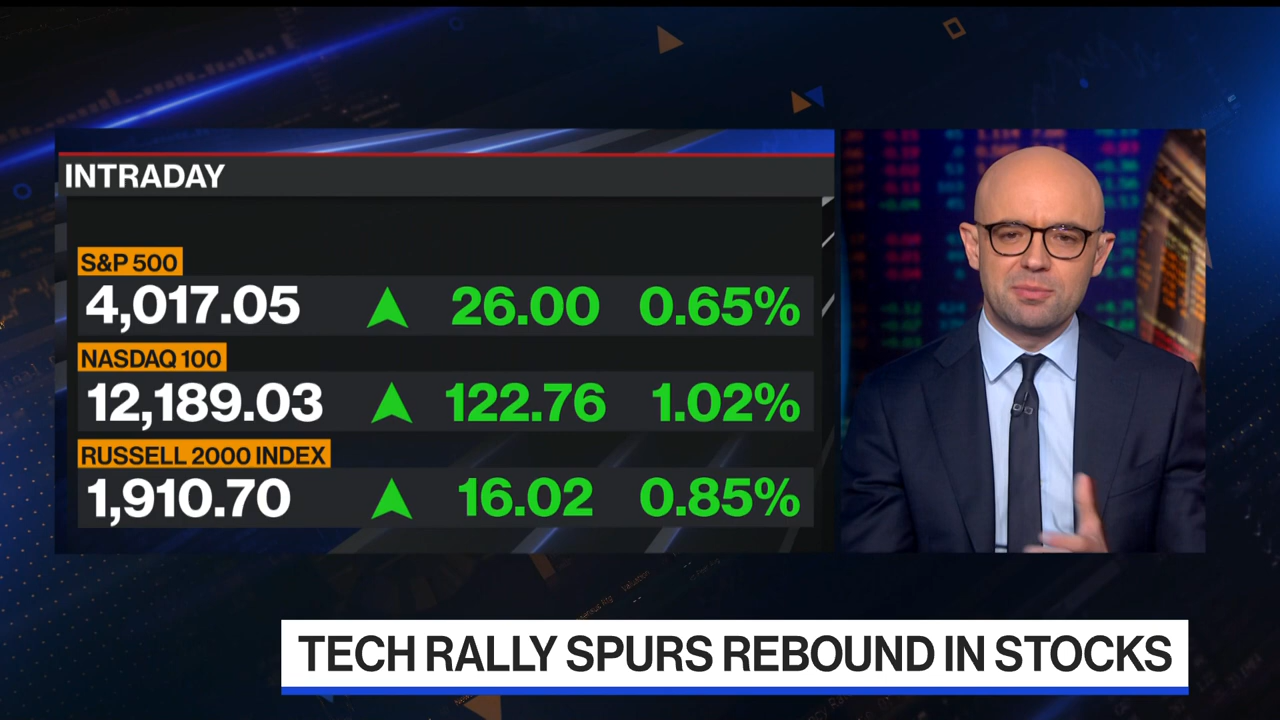 INTRADAY
S&P 500
4,017.05 ▲ 26.00 0.65%
NASDAQ 100
12,189.03 ▲ 122.76 1.02%
RUSSELL 2000 INDEX
1,910.70 ▲ 16.02 0.85%
TECH RALLY SPURS REBOUND IN STOCKS